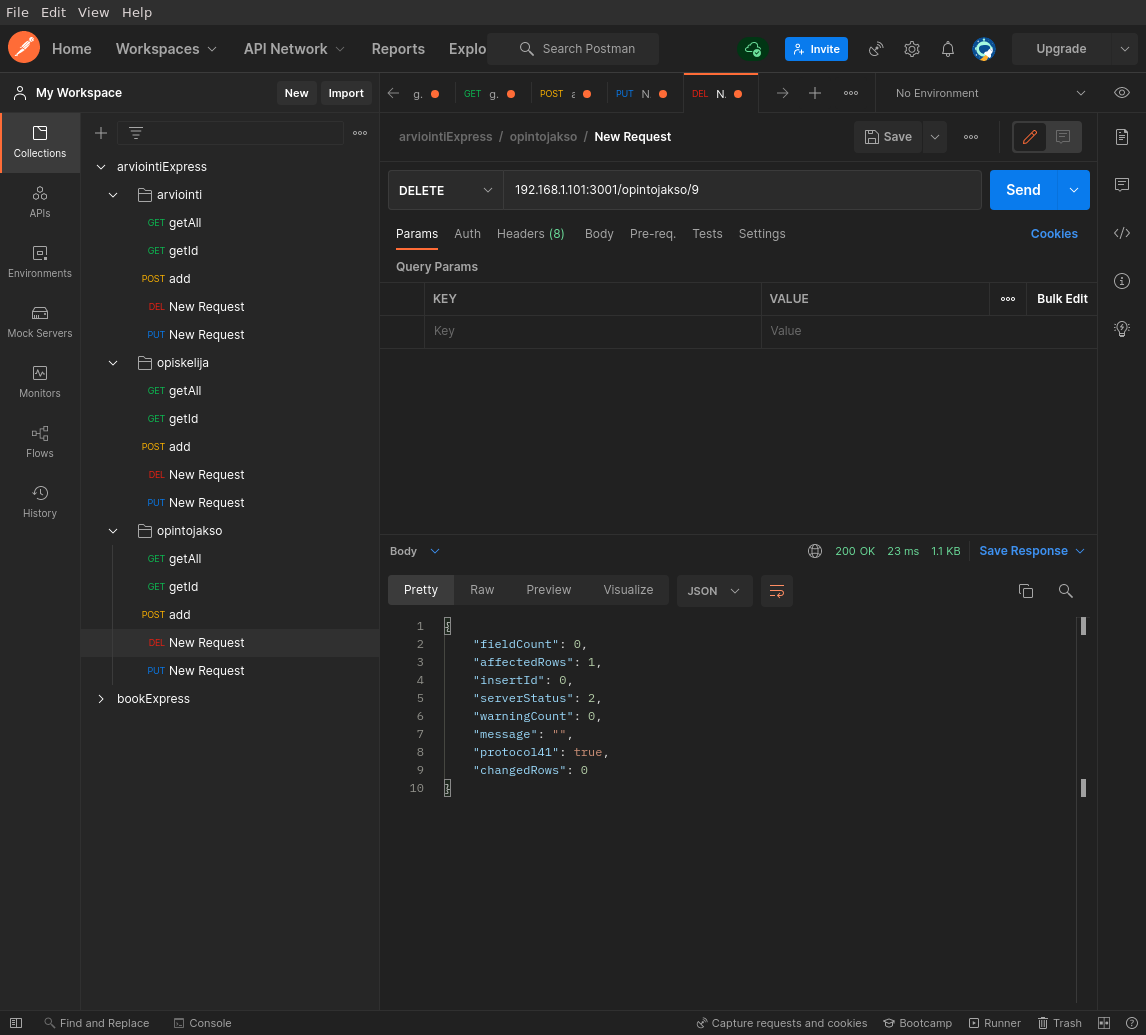 File Edit View Help
Home Workspaces API Network Reports Explo Search Postman Invite Upgrade
My Workspace New Import g. GET g. POST a PUT N. DEL N. No Environment
arviointiExpress / opintojakso / New Request Save
Collections
APIs
Environments
Mock Servers
Monitors
Flows
History
arviointiExpress
arviointi
GET getAll
GET getId
POST add
DEL New Request
PUT New Request
opiskelija
GET getAll
GET getId
POST add
DEL New Request
PUT New Request
opintojakso
GET getAll
GET getId
POST add
DEL New Request
PUT New Request
bookExpress
DELETE 192.168.1.101:3001/opintojakso/9 Send
Params Auth Headers (8) Body Pre-req. Tests Settings Cookies
Query Params
KEY VALUE Bulk Edit
Key Value
Body 200 OK 23 ms 1.1 KB Save Response
Pretty Raw Preview Visualize JSON
1 {
2 "fieldCount": 0,
3 "affectedRows": 1,
4 "insertId": 0,
5 "serverStatus": 2,
6 "warningCount": 0,
7 "message": "",
8 "protocol41": true,
9 "changedRows": 0
10 }
Find and Replace Console Capture requests and cookies Bootcamp Runner Trash